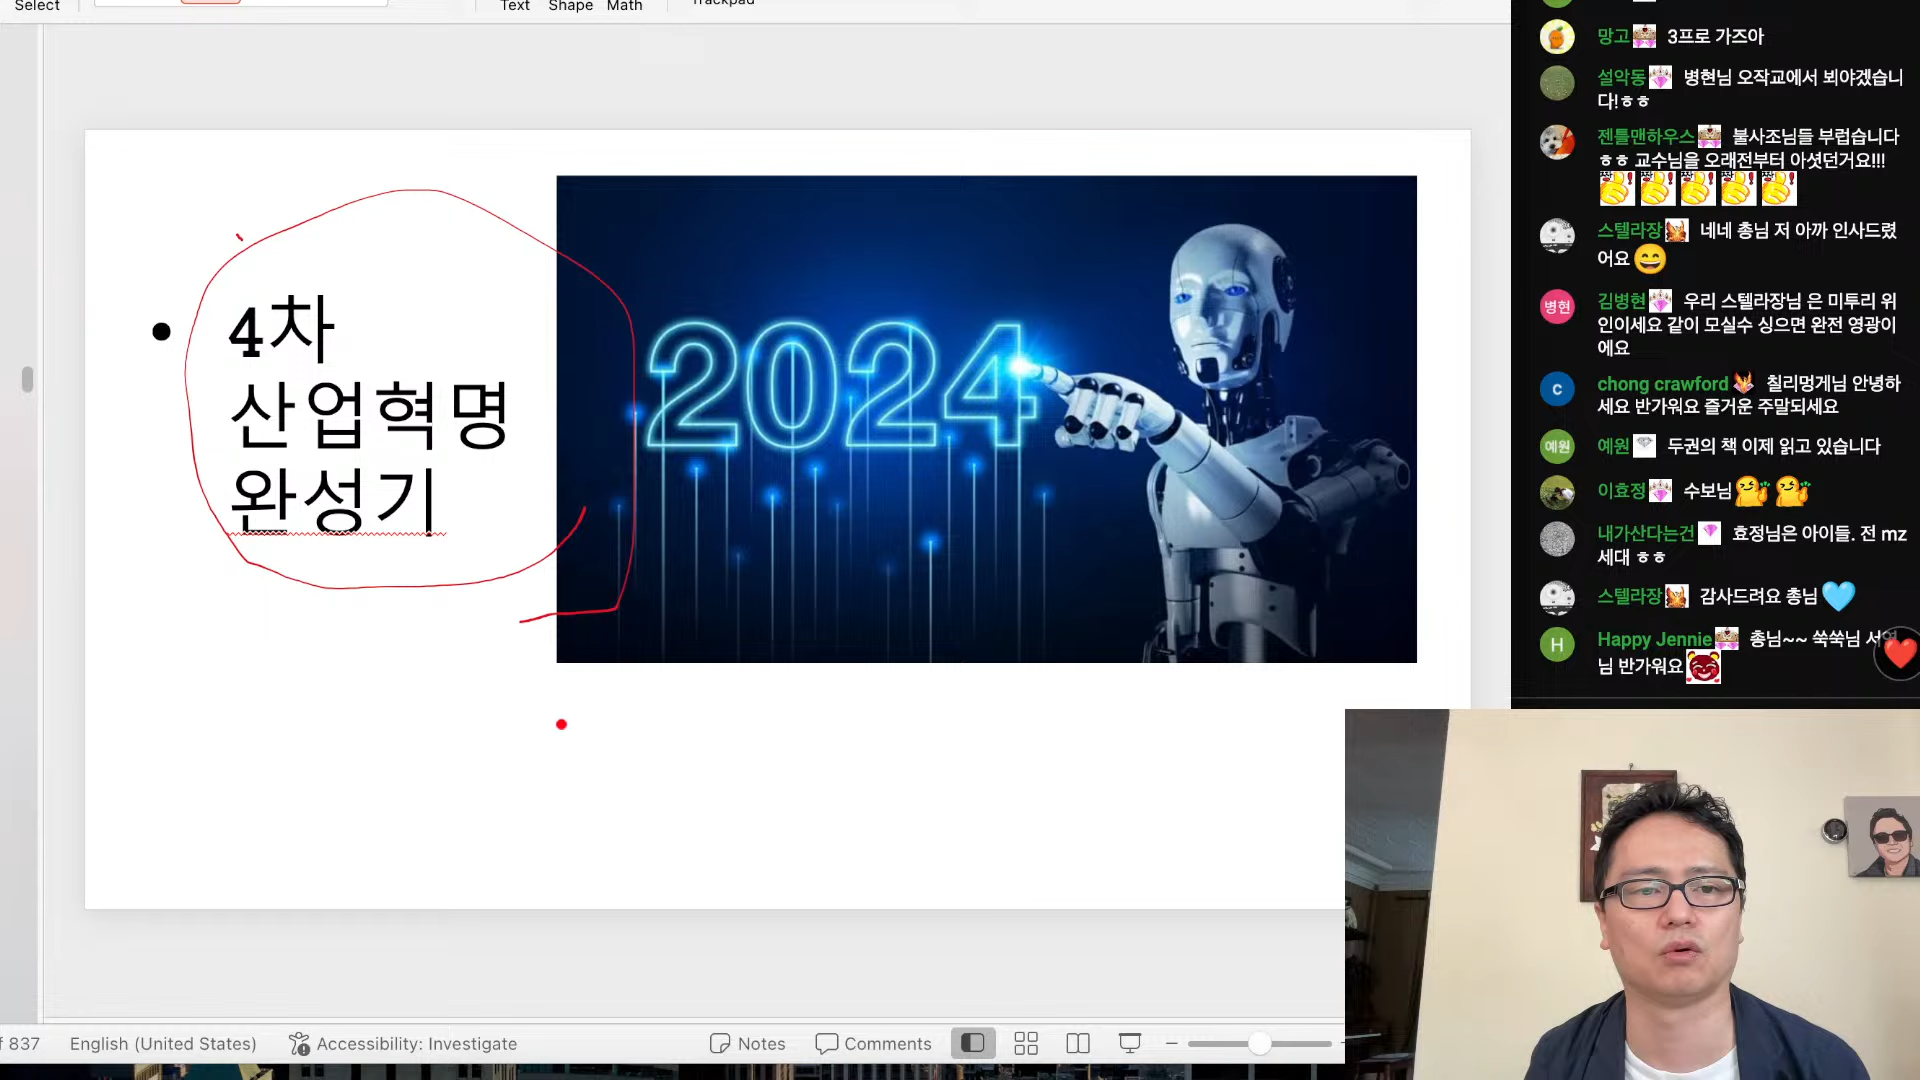 Select
Text Shape Math
Trackpad
4차
산업혁명
완성기
2024
망고 3프로 가즈아
설악동 병현님 오작교에서 뵈야겠습니
다!ㅎㅎ
젠틀맨하우스 불사조님들 부럽습니다
ㅎㅎ 교수님을 오래전부터 아셧던거요!!!
스텔라장 네네 총님 저 아까 인사드렸
어요
병현
김병현 우리 스텔라장님 은 미투리 위
인이세요 같이 모실수 싱으면 완전 영광이
에요
C
chong crawford 칠리멍게님 안녕하
세요 반가워요 즐거운 주말되세요
예원
예원 두권의 책 이제 읽고 있습니다
이효정 수보님
내가산다는건 효정님은 아이들. 전 mz
세대 ㅎㅎ
스텔라장 감사드려요 총님
H
Happy Jennie 총님~~ 쑥쑥님 서영
님 반가워요
837 English (United States) Accessibility: Investigate Notes Comments